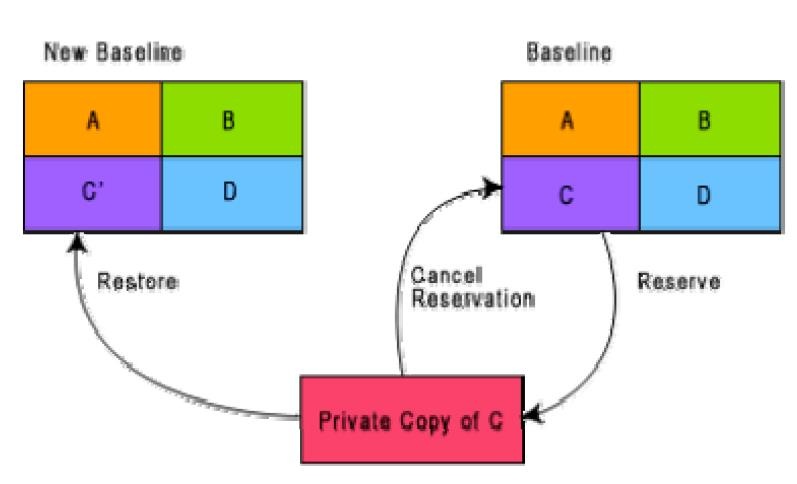 New Baseline
Baseline
A
B
A
B
C'
D
C
D
Restore
Cancel
Reservation
Reserve
Private Copy of C